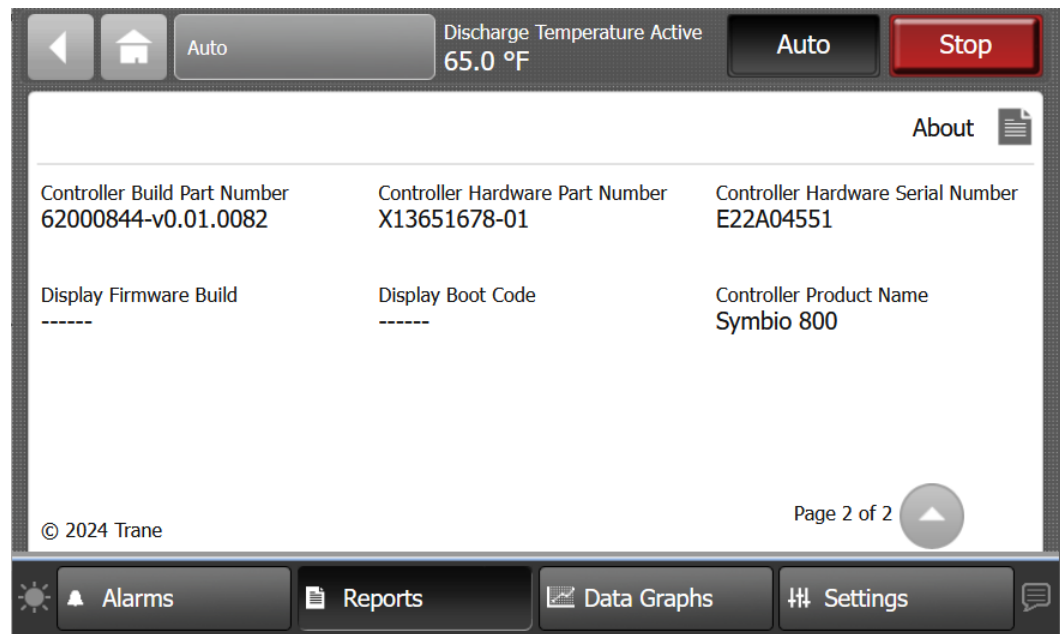 Auto
Discharge Temperature Active
65.0 °F
Auto
Stop
About
Controller Build Part Number
62000844-v0.01.0082
Controller Hardware Part Number
X13651678-01
Controller Hardware Serial Number
E22A04551
Display Firmware Build
------
Display Boot Code
------
Controller Product Name
Symbio 800
© 2024 Trane
Page 2 of 2
Alarms
Reports
Data Graphs
Settings